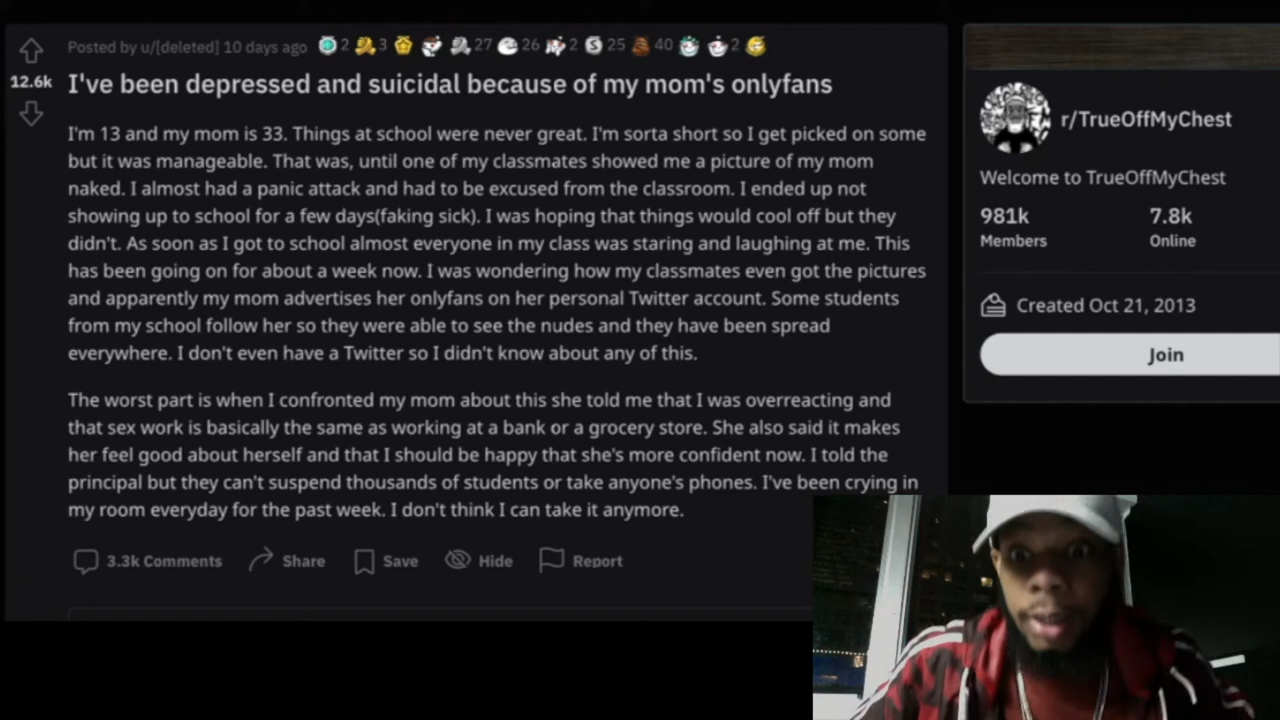 Posted by u/[deleted] 10 days ago 2 3 27 26 2 25 40 2
12.6k
I've been depressed and suicidal because of my mom's onlyfans
I'm 13 and my mom is 33. Things at school were never great. I'm sorta short so I get picked on some
but it was manageable. That was, until one of my classmates showed me a picture of my mom
naked. I almost had a panic attack and had to be excused from the classroom. I ended up not
showing up to school for a few days(faking sick). I was hoping that things would cool off but they
didn't. As soon as I got to school almost everyone in my class was staring and laughing at me. This
has been going on for about a week now. I was wondering how my classmates even got the pictures
and apparently my mom advertises her onlyfans on her personal Twitter account. Some students
from my school follow her so they were able to see the nudes and they have been spread
everywhere. I don't even have a Twitter so I didn't know about any of this.
The worst part is when I confronted my mom about this she told me that I was overreacting and
that sex work is basically the same as working at a bank or a grocery store. She also said it makes
her feel good about herself and that I should be happy that she's more confident now. I told the
principal but they can't suspend thousands of students or take anyone's phones. I've been crying in
my room everyday for the past week. I don't think I can take it anymore.
3.3k Comments Share Save Hide Report
r/TrueOffMyChest
Welcome to TrueOffMyChest
981k 7.8k
Members Online
Created Oct 21, 2013
Join